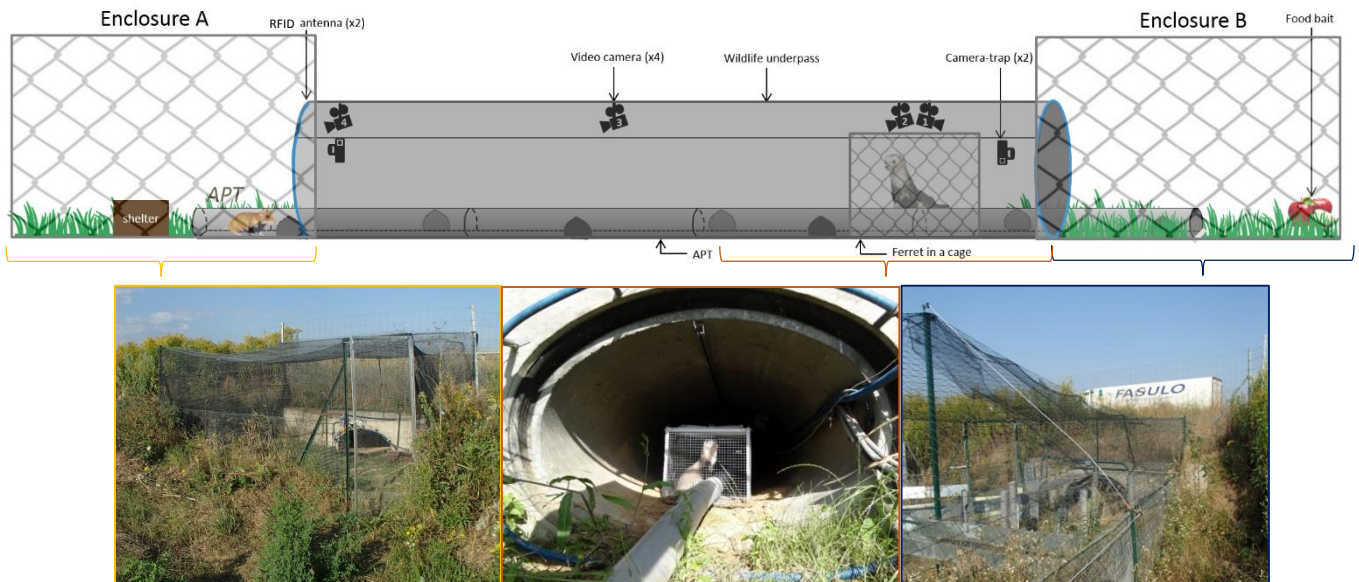 Enclosure A
RFID antenna (x2)
Video camera (x4)
Wildlife underpass
Camera-trap (x2)
Enclosure B
Food bait
4
3
2
1
APT
shelter
APT
Ferret in a cage
FASULO